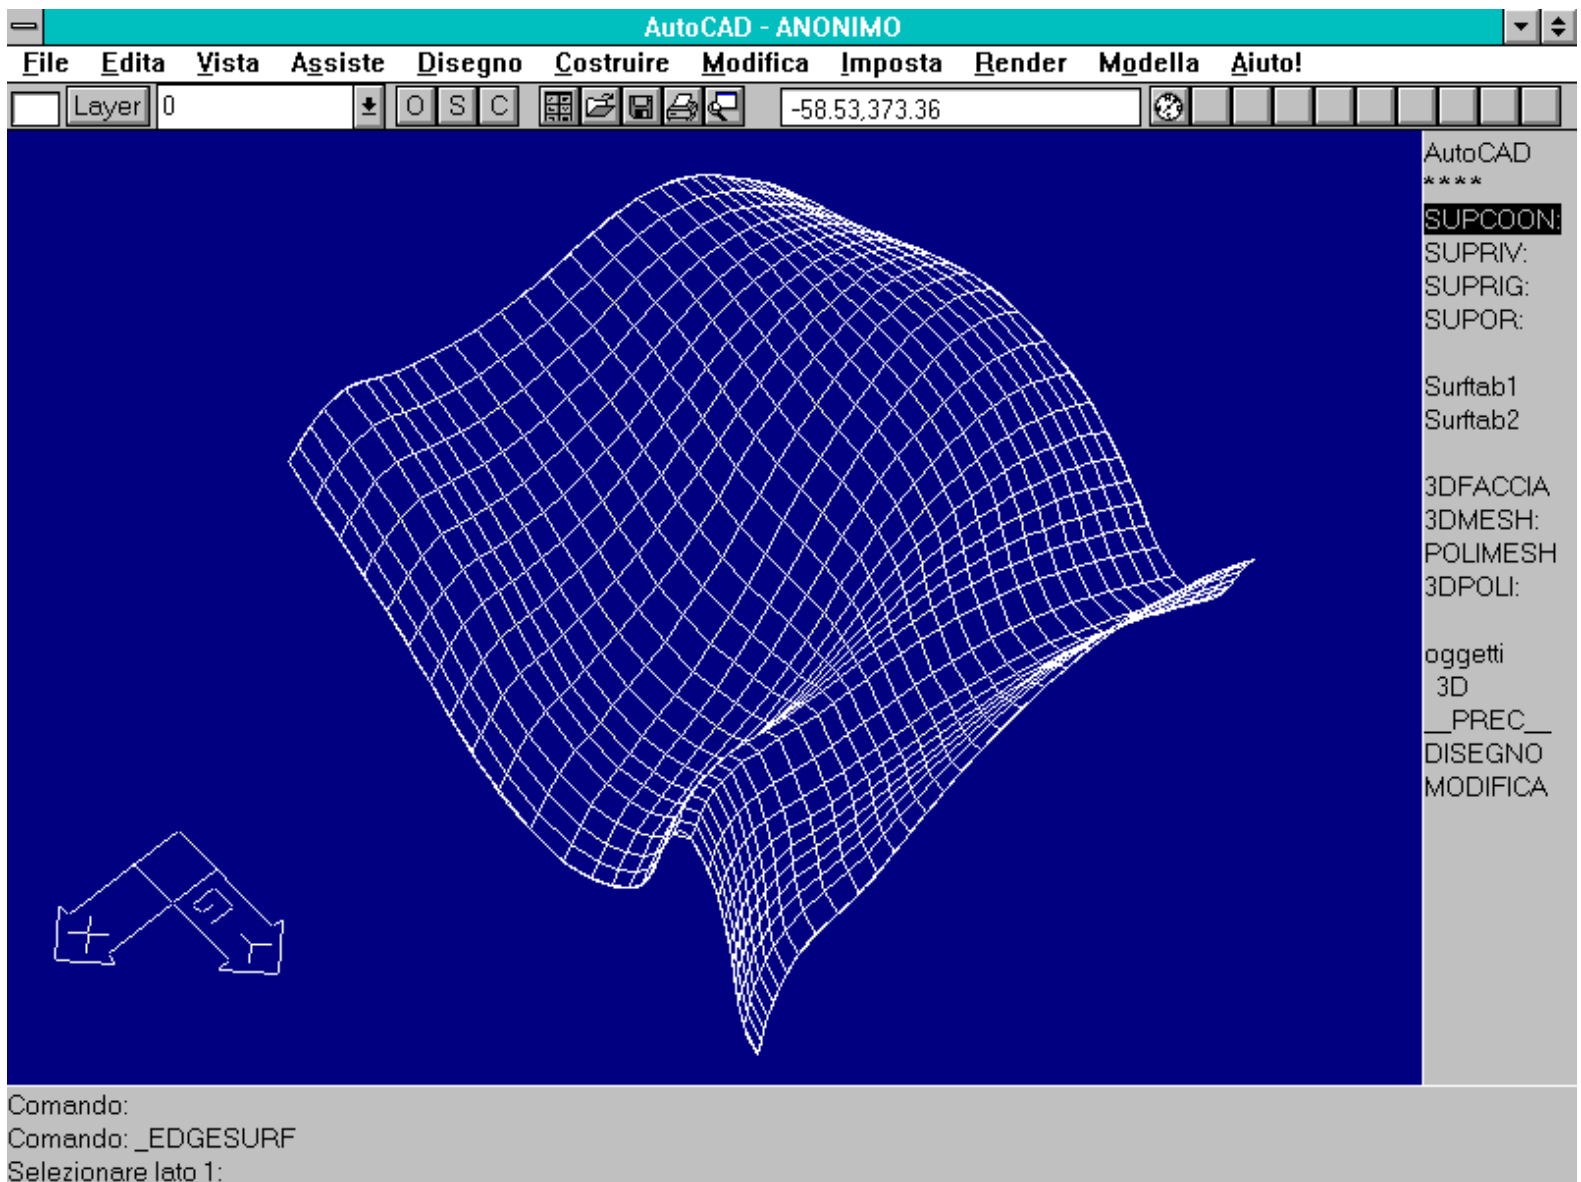 AutoCAD - ANONIMO
File Edita Vista Assiste Disegno Costruire Modifica Imposta Render Modella Aiuto!
Layer 0 O S C -58.53,373.36
AutoCAD
* * * *
SUPCOON:
SUPRIV:
SUPRIG:
SUPOR:
Surftab1
Surftab2
3DFACCIA
3DMESH:
POLIMESH
3DPOLI:
oggetti
3D
__PREC__
DISEGNO
MODIFICA
X G Y
Comando:
Comando: _EDGESURF
Selezionare lato 1: